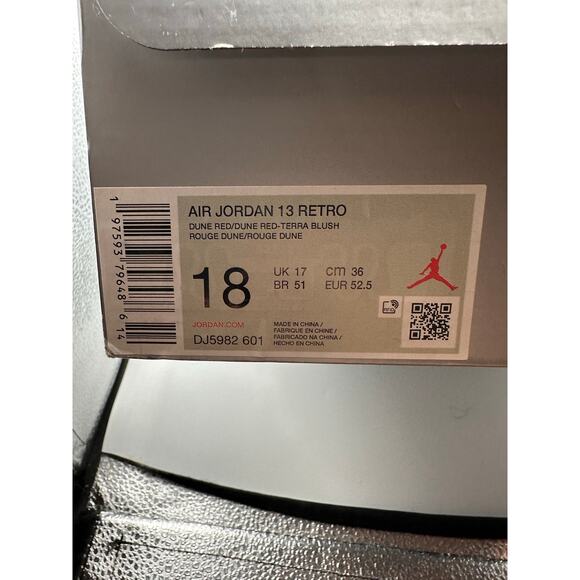 AIR JORDAN 13 RETRO
DUNE RED/DUNE RED-TERRA BLUSH
ROUGE DUNE/ROUGE DUNE
18
UK 17 cm 36
BR 51 EUR 52.5
JORDAN.COM
DJ5982 601
MADE IN CHINA /
FABRIQUÉ EN CHINE /
FABRICADO NA CHINA /
HECHO EN CHINA
RFID
1 97593 79648 6 14